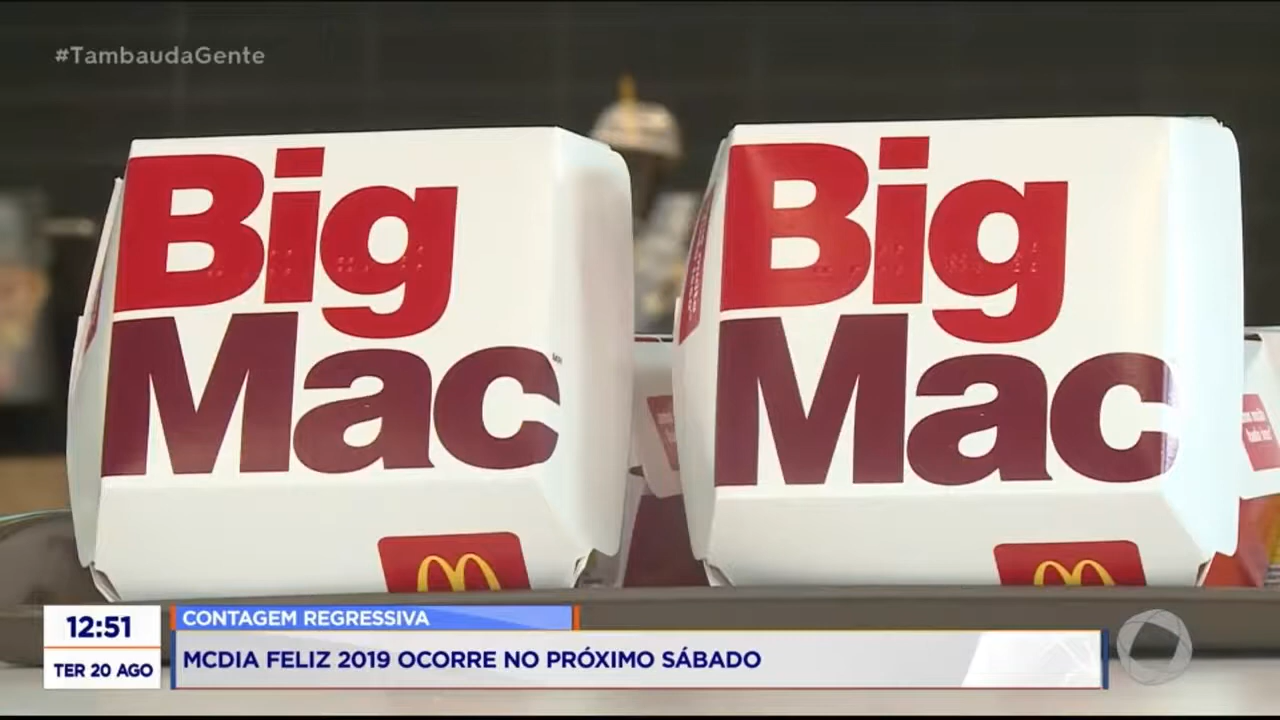 #TambaudaGente
Big
Mac
Big
Mac
12:51
TER 20 AGO
CONTAGEM REGRESSIVA
MCDIA FELIZ 2019 OCORRE NO PRÓXIMO SÁBADO